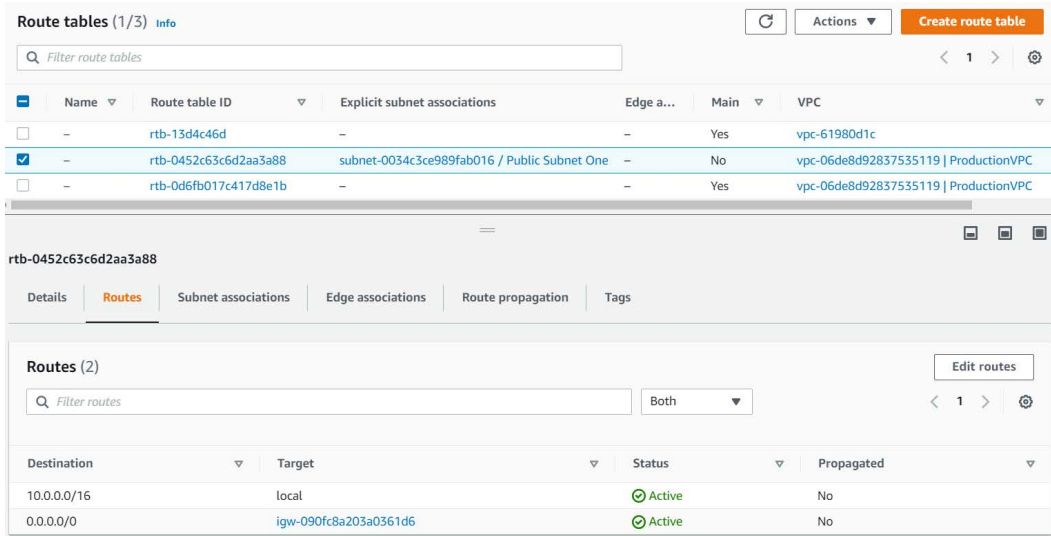 Route tables (1/3) Info
Actions Create route table
Filter route tables
1
Name Route table ID Explicit subnet associations Edge a... Main VPC
– rtb-13d4c46d – – Yes vpc-61980d1c
– rtb-0452c63c6d2aa3a88 subnet-0034c3ce989fab016 / Public Subnet One – No vpc-06de8d92837535119 | ProductionVPC
– rtb-0d6fb017c417d8e1b – – Yes vpc-06de8d92837535119 | ProductionVPC
rtb-0452c63c6d2aa3a88
Details Routes Subnet associations Edge associations Route propagation Tags
Routes (2) Edit routes
Filter routes Both 1
Destination Target Status Propagated
10.0.0.0/16 local Active No
0.0.0.0/0 igw-090fc8a203a0361d6 Active No